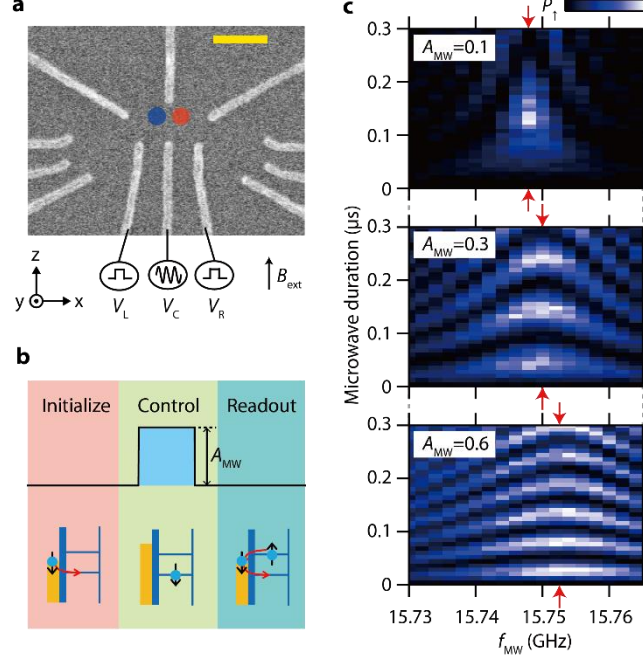 a
z
y
x
V_L
V_C
V_R
B_ext
b
Initialize
Control
Readout
A_MW
c
P_↑
A_MW=0.1
0.3
0.2
0.1
0
A_MW=0.3
0.3
0.2
0.1
0
Microwave duration (μs)
A_MW=0.6
0.3
0.2
0.1
0
15.73
15.74
15.75
15.76
f_MW (GHz)